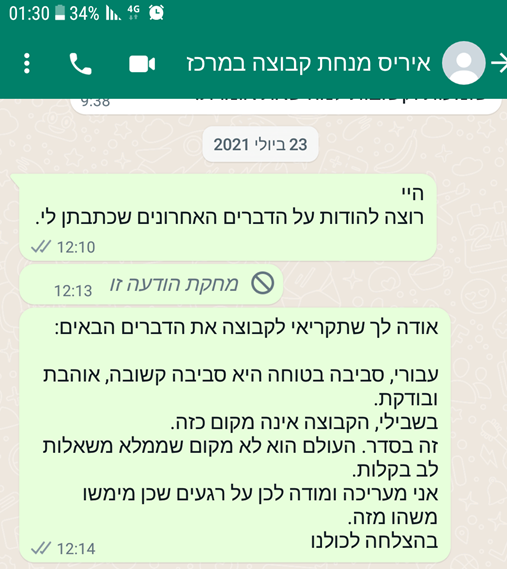 01:30 34% 4G
איריס מנחת קבוצה במרכז
9:38
23 ביולי 2021
היי
רוצה להודות על הדברים האחרונים שכתבתן לי.
12:10
מחקת הודעה זו
12:13
אודה לך שתקריאי לקבוצה את הדברים הבאים:
עבורי, סביבה בטוחה היא סביבה קשובה, אוהבת
ובודקת.
בשבילי, הקבוצה אינה מקום כזה.
זה בסדר. העולם הוא לא מקום שממלא משאלות
לב בקלות.
אני מעריכה ומודה לכן על רגעים שכן מימשו
משהו מזה.
בהצלחה לכולנו
12:14